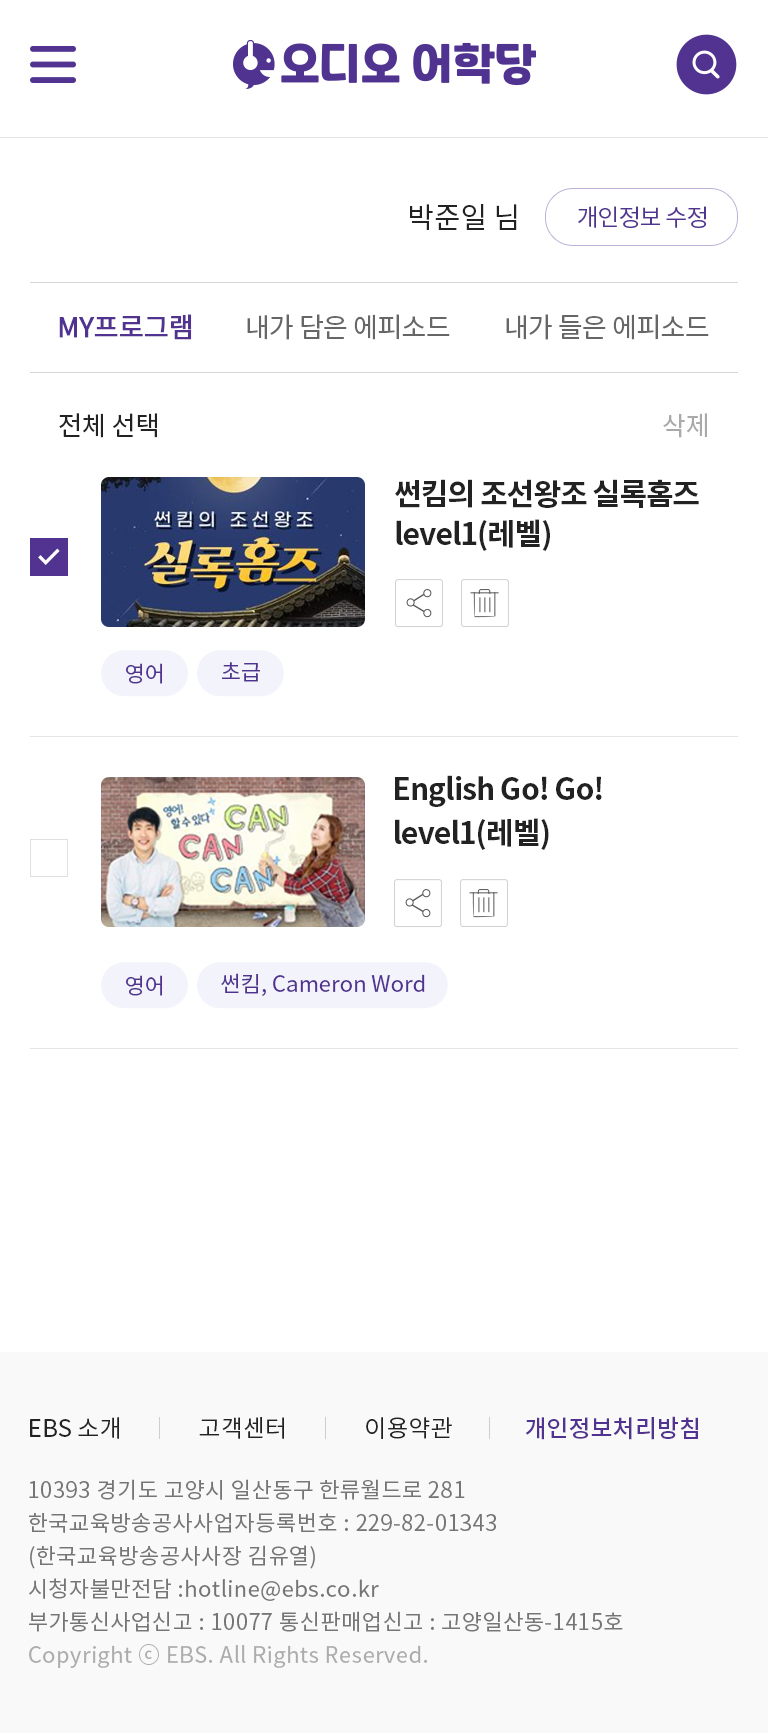 오디오 어학당
박준일 님
개인정보 수정
MY프로그램 내가 담은 에피소드 내가 들은 에피소드
전체 선택 삭제
썬킴의 조선왕조
실록홈즈
썬킴의 조선왕조 실록홈즈
level1(레벨)
영어 초급
영어!
할 수 있다
CAN
CAN
CAN
English Go! Go!
level1(레벨)
영어 썬킴, Cameron Word
EBS 소개 고객센터 이용약관 개인정보처리방침
10393 경기도 고양시 일산동구 한류월드로 281
한국교육방송공사사업자등록번호 : 229-82-01343
(한국교육방송공사사장 김유열)
시청자불만전담 :hotline@ebs.co.kr
부가통신사업신고 : 10077 통신판매업신고 : 고양일산동-1415호
Copyright ⓒ EBS. All Rights Reserved.